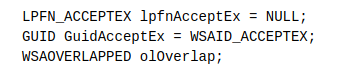 LPFN_ACCEPTEX lpfnAcceptEx = NULL;
GUID GuidAcceptEx = WSAID_ACCEPTEX;
WSAOVERLAPPED olOverlap;